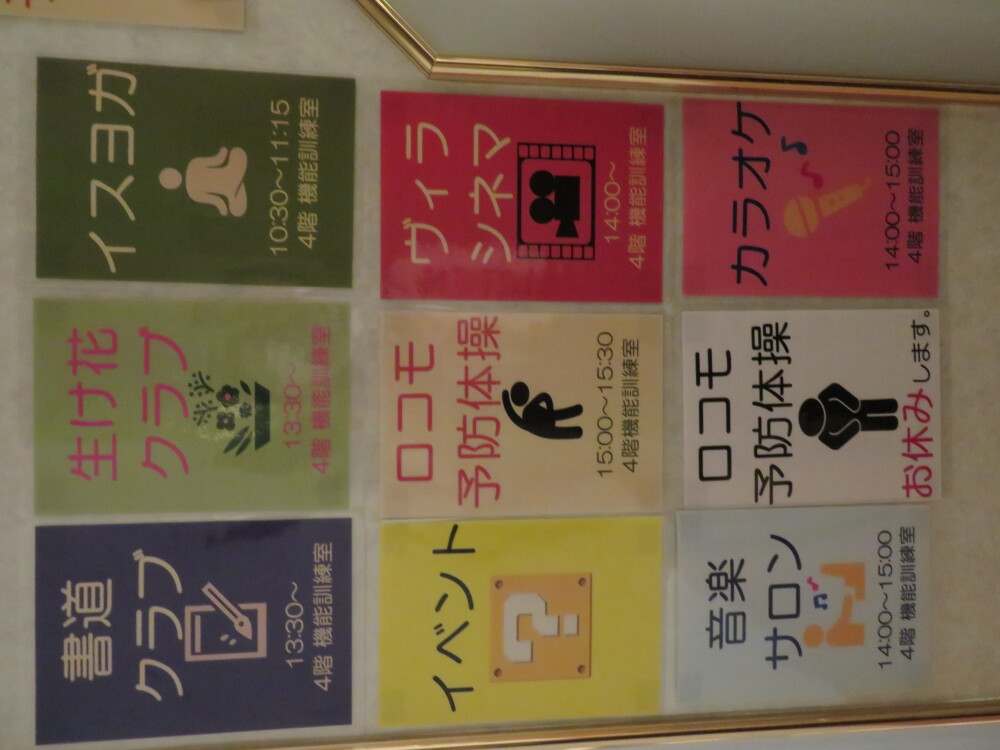 書道
クラブ
13:30～
4階 機能訓練室
生け花
クラブ
13:30～
4階 機能訓練室
イスヨガ
10:30～11:15
4階 機能訓練室
イベント
?
ロコモ
予防体操
15:00～15:30
4階機能訓練室
ヴィラ
シネマ
14:00～
4階 機能訓練室
音楽
サロン
14:00～15:00
4階 機能訓練室
ロコモ
予防体操
お休みします。
カラオケ
14:00～15:00
4階 機能訓練室